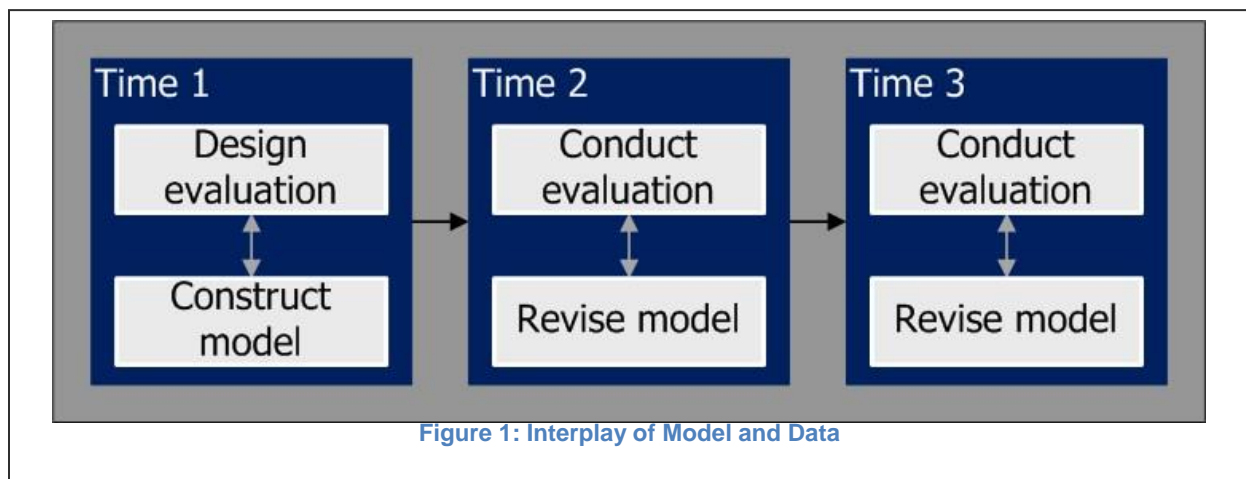 Time 1
Design
evaluation
Construct
model
Time 2
Conduct
evaluation
Revise model
Time 3
Conduct
evaluation
Revise model
Figure 1: Interplay of Model and Data